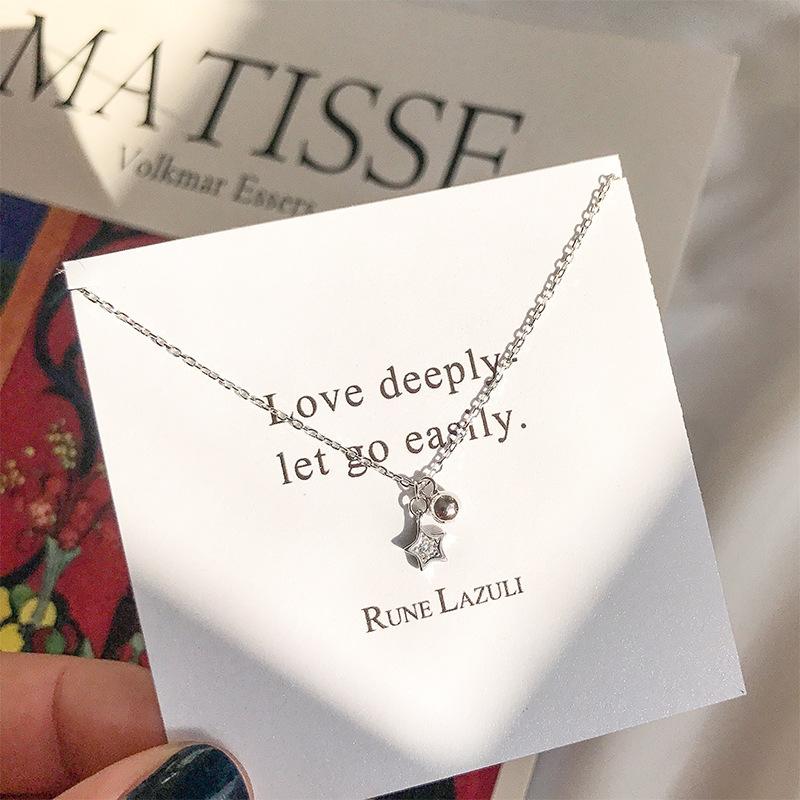 MATISSE
Volkmar Essers
Love deeply.
let go easily.
RUNE LAZULI